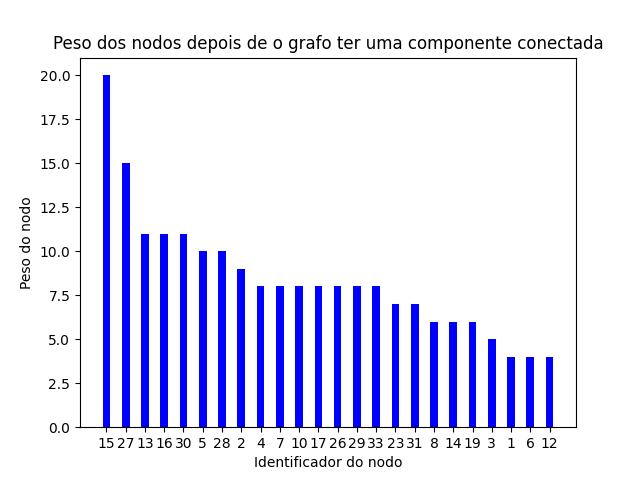 Peso dos nodos depois de o grafo ter uma componente conectada
20.0
17.5
15.0
12.5
10.0
7.5
5.0
2.5
0.0
Peso do nodo
15 27 13 16 30 5 28 2 4 7 10 17 26 29 33 23 31 8 14 19 3 1 6 12
Identificador do nodo